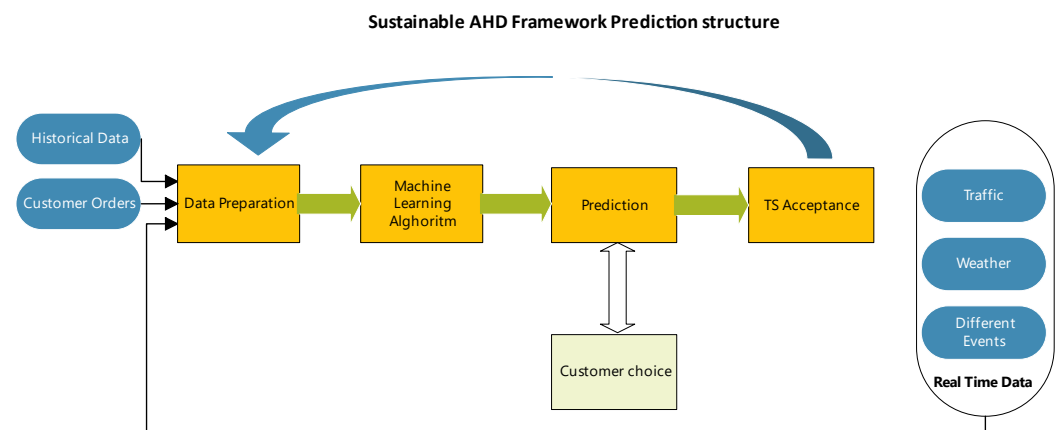 Sustainable AHD Framework Prediction structure
Historical Data
Customer Orders
Data Preparation
Machine
Learning
Alghoritm
Prediction
TS Acceptance
Customer choice
Traffic
Weather
Different
Events
Real Time Data